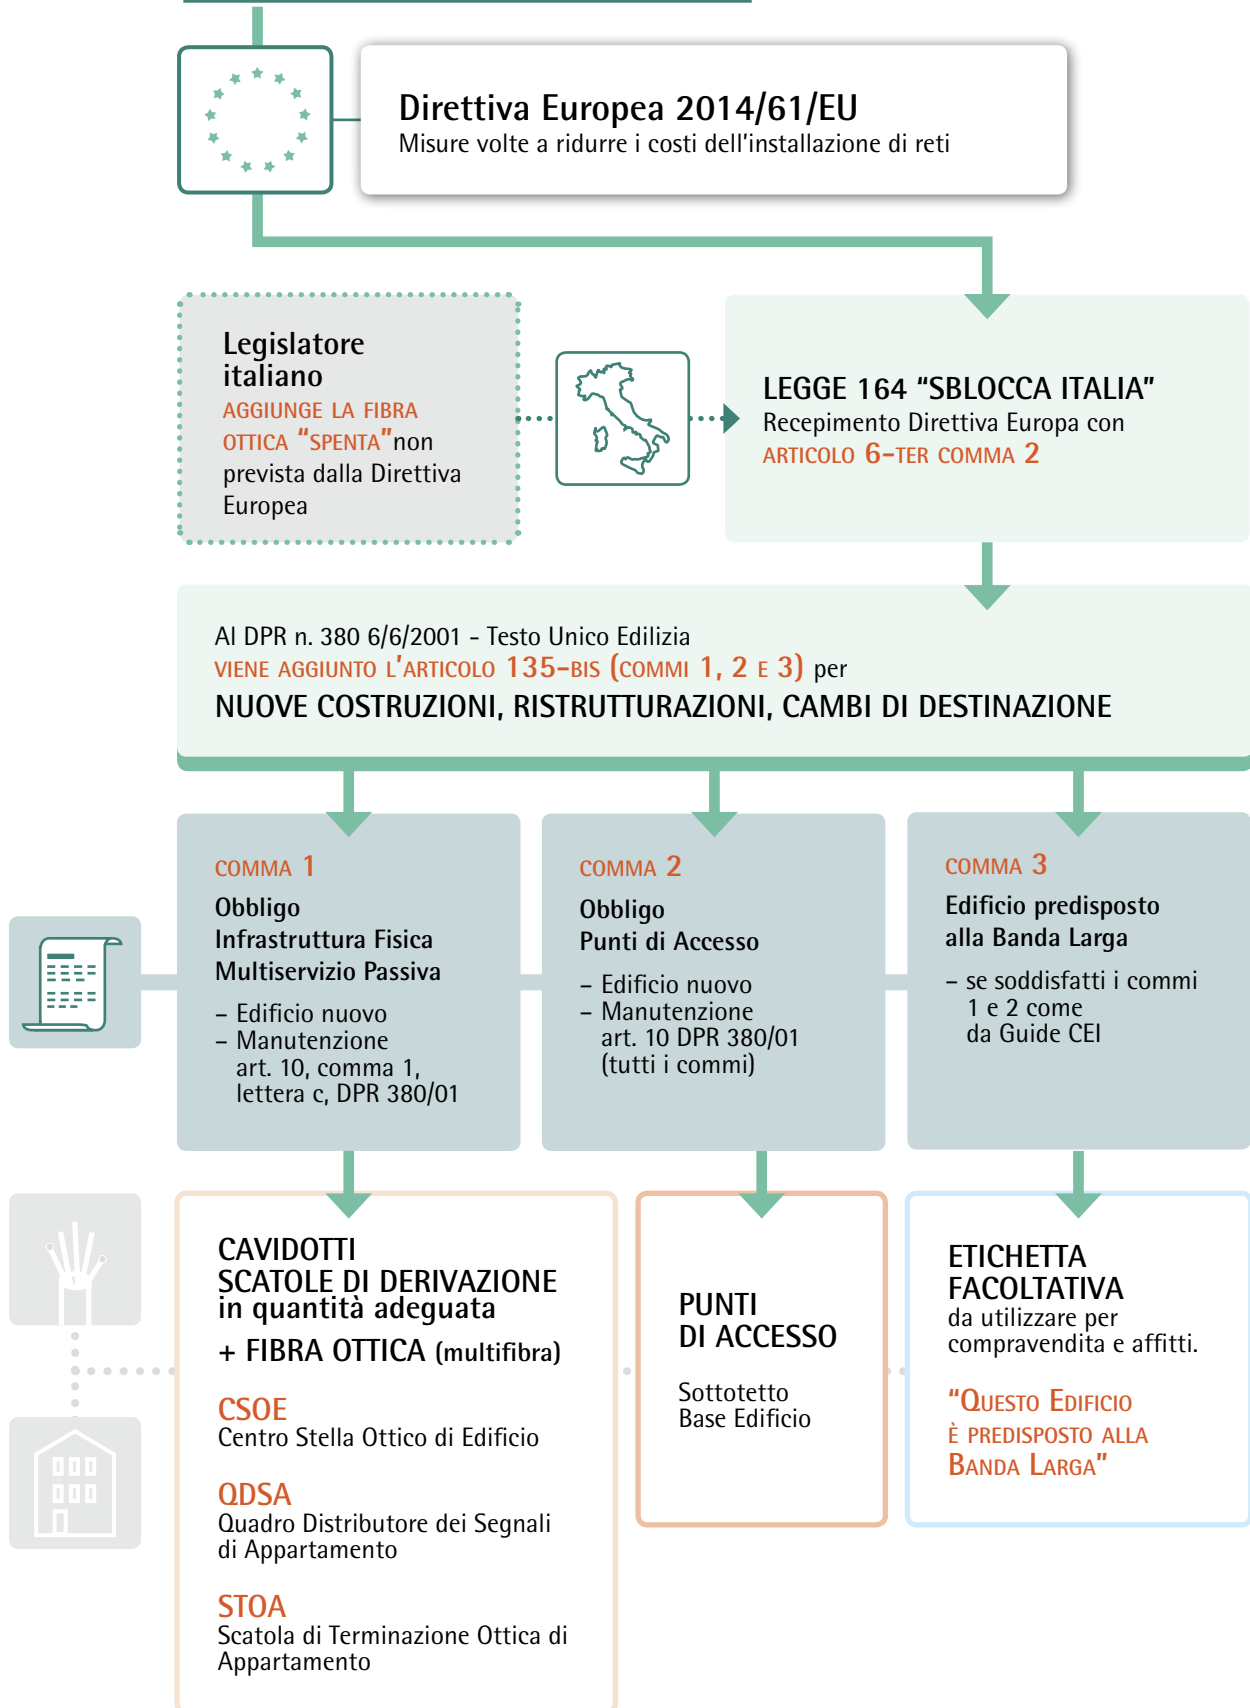 Direttiva Europea 2014/61/EU
Misure volte a ridurre i costi dell'installazione di reti
Legislatore
italiano
AGGIUNGE LA FIBRA
OTTICA "SPENTA" non
prevista dalla Direttiva
Europea
LEGGE 164 "SBLOCCA ITALIA"
Recepimento Direttiva Europa con
ARTICOLO 6-TER COMMA 2
Al DPR n. 380 6/6/2001 - Testo Unico Edilizia
VIENE AGGIUNTO L'ARTICOLO 135-BIS (COMMI 1, 2 E 3) per
NUOVE COSTRUZIONI, RISTRUTTURAZIONI, CAMBI DI DESTINAZIONE
COMMA 1
Obbligo
Infrastruttura Fisica
Multiservizio Passiva
– Edificio nuovo
– Manutenzione
art. 10, comma 1,
lettera c, DPR 380/01
COMMA 2
Obbligo
Punti di Accesso
– Edificio nuovo
– Manutenzione
art. 10 DPR 380/01
(tutti i commi)
COMMA 3
Edificio predisposto
alla Banda Larga
– se soddisfatti i commi
1 e 2 come
da Guide CEI
CAVIDOTTI
SCATOLE DI DERIVAZIONE
in quantità adeguata
+ FIBRA OTTICA (multifibra)
CSOE
Centro Stella Ottico di Edificio
QDSA
Quadro Distributore dei Segnali
di Appartamento
STOA
Scatola di Terminazione Ottica di
Appartamento
PUNTI
DI ACCESSO
Sottotetto
Base Edificio
ETICHETTA
FACOLTATIVA
da utilizzare per
compravendita e affitti.
"QUESTO EDIFICIO
È PREDISPOSTO ALLA
BANDA LARGA"